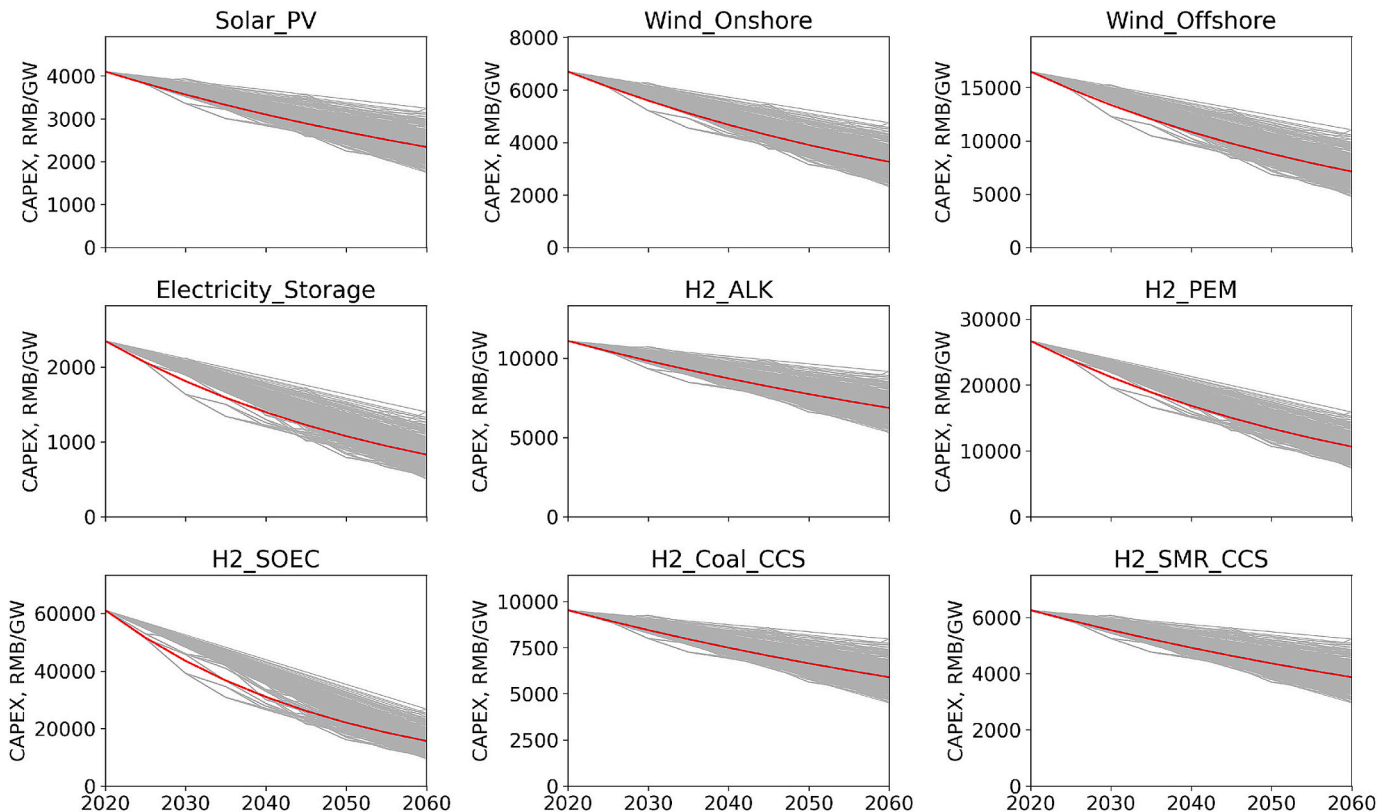 Solar_PV
Wind_Onshore
Wind_Offshore
CAPEX, RMB/GW
4000
3000
2000
1000
0
CAPEX, RMB/GW
8000
6000
4000
2000
0
CAPEX, RMB/GW
15000
10000
5000
0
Electricity_Storage
H2_ALK
H2_PEM
CAPEX, RMB/GW
2000
1000
0
CAPEX, RMB/GW
10000
5000
0
CAPEX, RMB/GW
30000
20000
10000
0
H2_SOEC
H2_Coal_CCS
H2_SMR_CCS
CAPEX, RMB/GW
60000
40000
20000
0
2020 2030 2040 2050 2060
CAPEX, RMB/GW
10000
7500
5000
2500
0
2020 2030 2040 2050 2060
CAPEX, RMB/GW
6000
4000
2000
0
2020 2030 2040 2050 2060